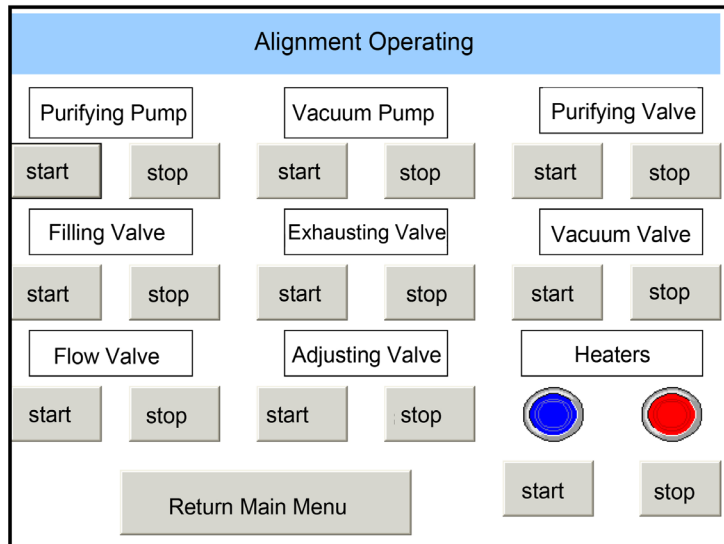 Alignment Operating
Purifying Pump
Vacuum Pump
Purifying Valve
start
stop
start
stop
start
stop
Filling Valve
Exhausting Valve
Vacuum Valve
start
stop
start
stop
start
stop
Flow Valve
Adjusting Valve
Heaters
start
stop
start
stop
Return Main Menu
start
stop